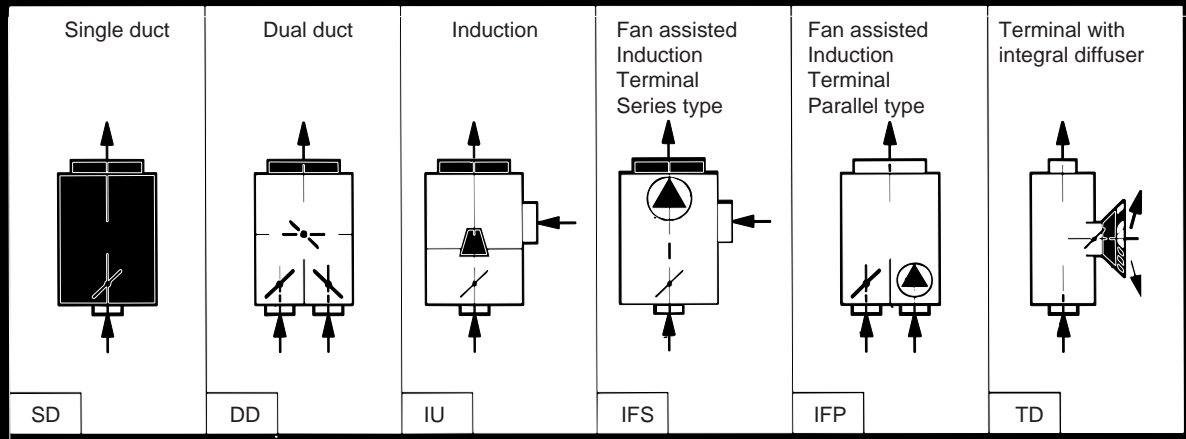 Single duct
Dual duct
Induction
Fan assisted
Induction
Terminal
Series type
Fan assisted
Induction
Terminal
Parallel type
Terminal with
integral diffuser
SD
DD
IU
IFS
IFP
TD